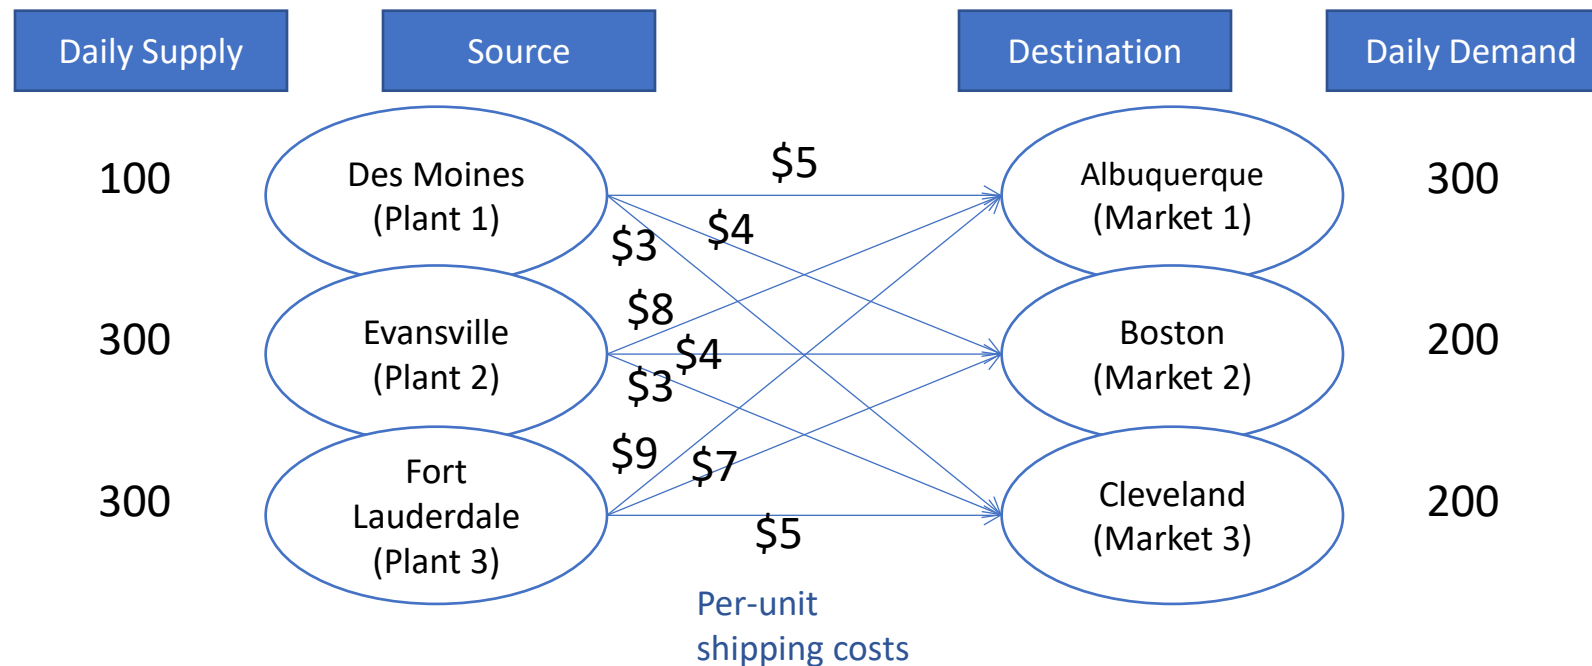 Daily Supply
Source
Destination
Daily Demand
100
Des Moines
(Plant 1)
$5
Albuquerque
(Market 1)
300
$3
$4
300
Evansville
(Plant 2)
$8
$4
$3
Boston
(Market 2)
200
300
Fort
Lauderdale
(Plant 3)
$9
$7
$5
Cleveland
(Market 3)
200
Per-unit
shipping costs